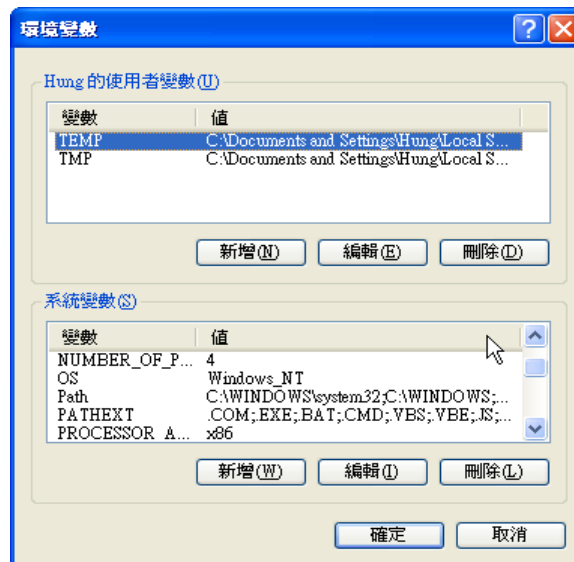 環境變數
Hung 的使用者變數(U)
變數 值
TEMP C:\Documents and Settings\Hung\Local S...
TMP C:\Documents and Settings\Hung\Local S...
新增(N) 編輯(E) 刪除(D)
系統變數(S)
變數 值
NUMBER_OF_P... 4
OS Windows_NT
Path C:\WINDOWS\system32;C:\WINDOWS;...
PATHEXT .COM;.EXE;.BAT;.CMD;.VBS;.VBE;.JS;...
PROCESSOR_A... x86
新增(W) 編輯(I) 刪除(L)
確定 取消